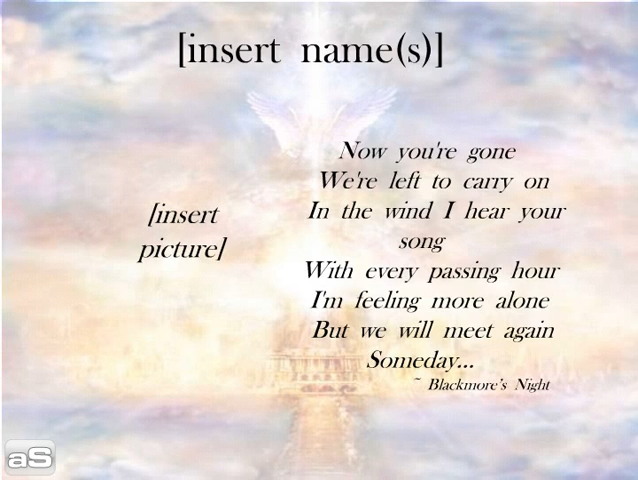 [insert name(s)]
Now you're gone
We're left to carry on
In the wind I hear your
song
With every passing hour
I'm feeling more alone
But we will meet again
Someday...
~ Blackmore's Night
[insert
picture]
aS